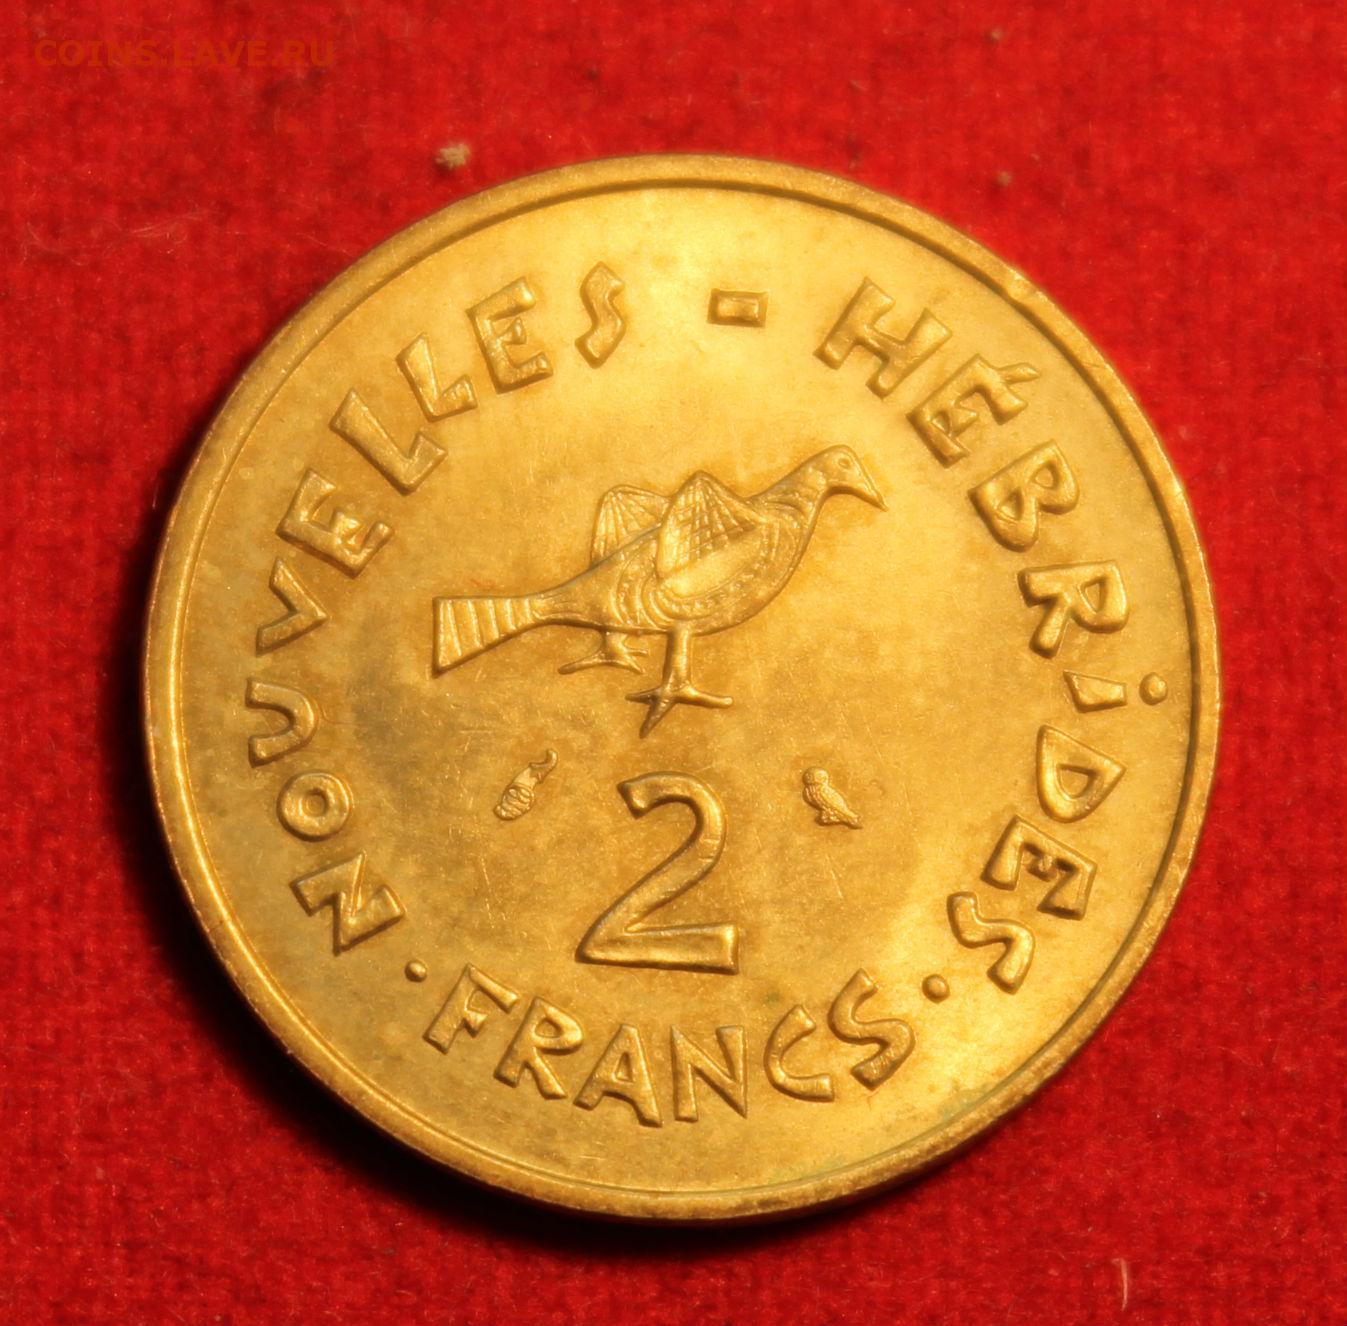 COINS.LAVE.RU
NOUVELLES - HÉBRIDES
2
· FRANCS ·